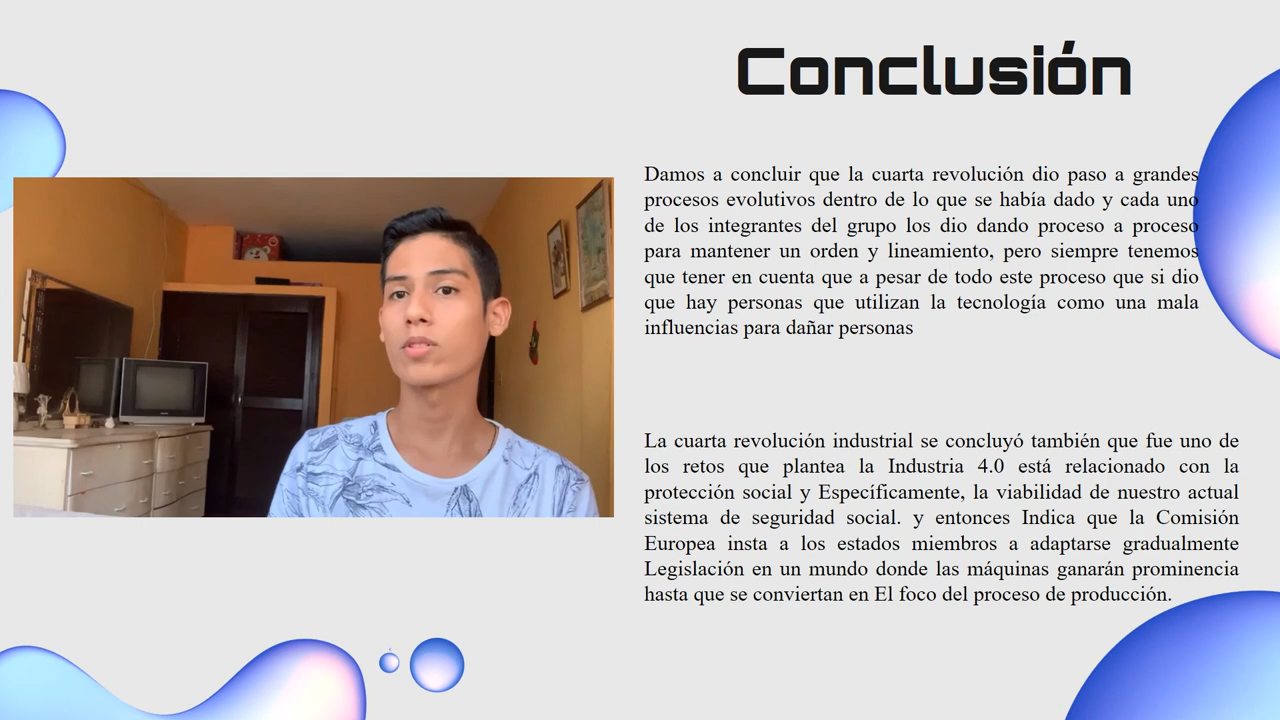 Conclusión
Damos a concluir que la cuarta revolución dio paso a grandes
procesos evolutivos dentro de lo que se había dado y cada uno
de los integrantes del grupo los dio dando proceso a proceso
para mantener un orden y lineamiento, pero siempre tenemos
que tener en cuenta que a pesar de todo este proceso que si dio
que hay personas que utilizan la tecnología como una mala
influencias para dañar personas
La cuarta revolución industrial se concluyó también que fue uno de
los retos que plantea la Industria 4.0 está relacionado con la
protección social y Específicamente, la viabilidad de nuestro actual
sistema de seguridad social. y entonces Indica que la Comisión
Europea insta a los estados miembros a adaptarse gradualmente
Legislación en un mundo donde las máquinas ganarán prominencia
hasta que se conviertan en El foco del proceso de producción.